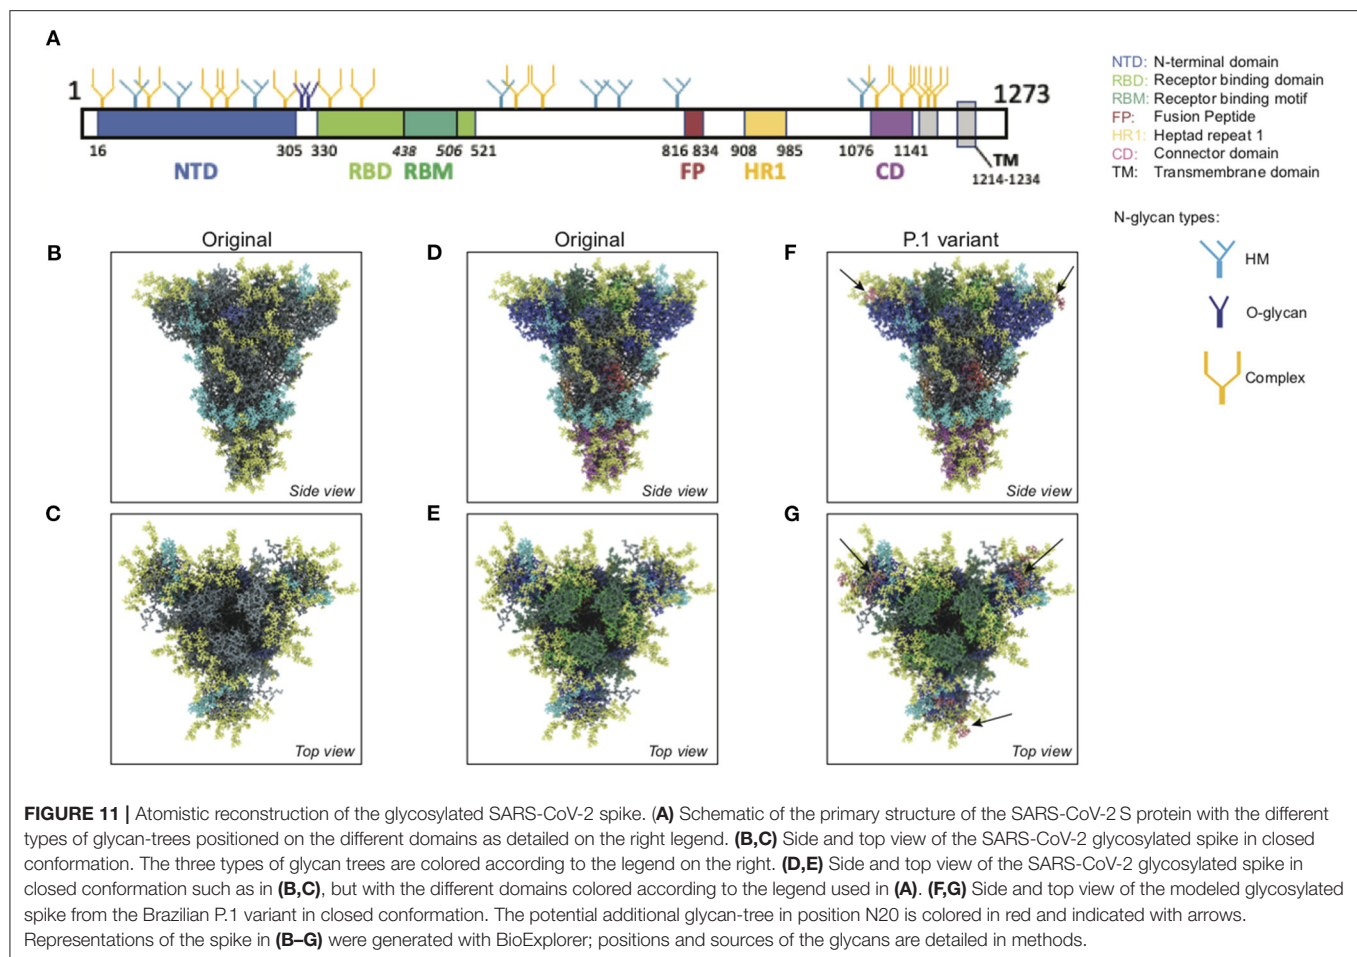 A
1
1273
16
305
330
438
506
521
816
834
908
985
1076
1141
TM
1214-1234
NTD
RBD
RBM
FP
HR1
CD
NTD: N-terminal domain
RBD: Receptor binding domain
RBM: Receptor binding motif
FP: Fusion Peptide
HR1: Heptad repeat 1
CD: Connector domain
TM: Transmembrane domain
N-glycan types:
HM
O-glycan
Complex
B
Original
Side view
D
Original
Side view
F
P.1 variant
Side view
C
Top view
E
Top view
G
Top view
FIGURE 11 | Atomistic reconstruction of the glycosylated SARS-CoV-2 spike. (A) Schematic of the primary structure of the SARS-CoV-2 S protein with the different
types of glycan-trees positioned on the different domains as detailed on the right legend. (B,C) Side and top view of the SARS-CoV-2 glycosylated spike in closed
conformation. The three types of glycan trees are colored according to the legend on the right. (D,E) Side and top view of the SARS-CoV-2 glycosylated spike in
closed conformation such as in (B,C), but with the different domains colored according to the legend used in (A). (F,G) Side and top view of the modeled glycosylated
spike from the Brazilian P.1 variant in closed conformation. The potential additional glycan-tree in position N20 is colored in red and indicated with arrows.
Representations of the spike in (B–G) were generated with BioExplorer; positions and sources of the glycans are detailed in methods.